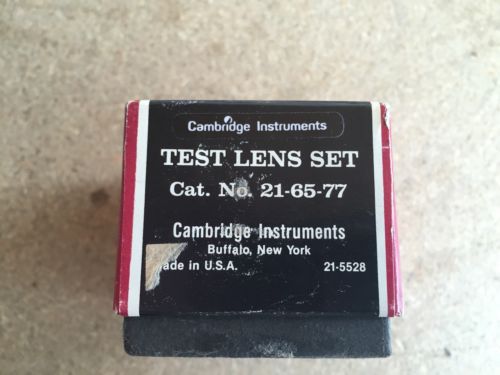 Cambridge Instruments
TEST LENS SET
Cat. No. 21-65-77
Cambridge Instruments
Buffalo, New York
ade in U.S.A. 21-5528